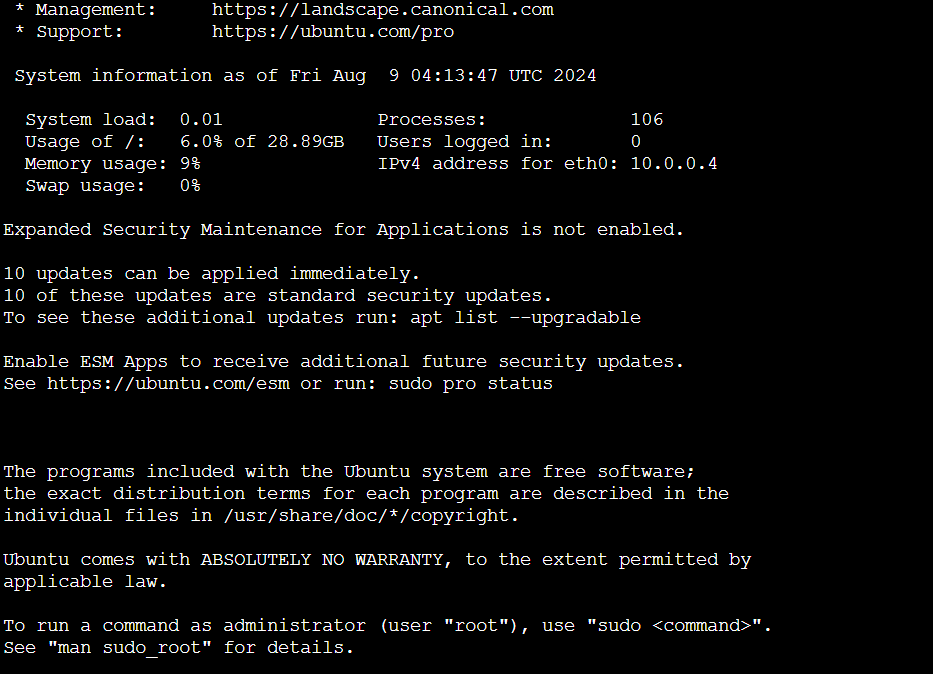 * Management:     https://landscape.canonical.com
* Support:        https://ubuntu.com/pro
System information as of Fri Aug  9 04:13:47 UTC 2024
System load:  0.01              Processes:             106
Usage of /:   6.0% of 28.89GB   Users logged in:       0
Memory usage: 9%                IPv4 address for eth0: 10.0.0.4
Swap usage:   0%
Expanded Security Maintenance for Applications is not enabled.
10 updates can be applied immediately.
10 of these updates are standard security updates.
To see these additional updates run: apt list --upgradable
Enable ESM Apps to receive additional future security updates.
See https://ubuntu.com/esm or run: sudo pro status
The programs included with the Ubuntu system are free software;
the exact distribution terms for each program are described in the
individual files in /usr/share/doc/*/copyright.
Ubuntu comes with ABSOLUTELY NO WARRANTY, to the extent permitted by
applicable law.
To run a command as administrator (user "root"), use "sudo <command>".
See "man sudo_root" for details.